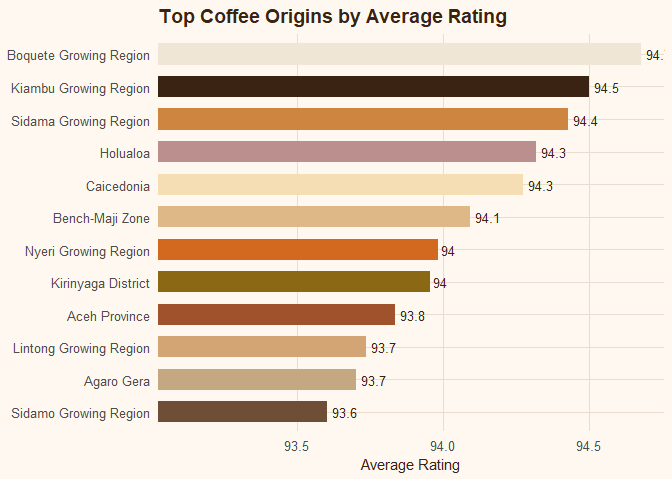 Top Coffee Origins by Average Rating
Boquete Growing Region
94.
Kiambu Growing Region
94.5
Sidama Growing Region
94.4
Holualoa
94.3
Caicedonia
94.3
Bench-Maji Zone
94.1
Nyeri Growing Region
94
Kirinyaga District
94
Aceh Province
93.8
Lintong Growing Region
93.7
Agaro Gera
93.7
Sidamo Growing Region
93.6
93.5
94.0
94.5
Average Rating